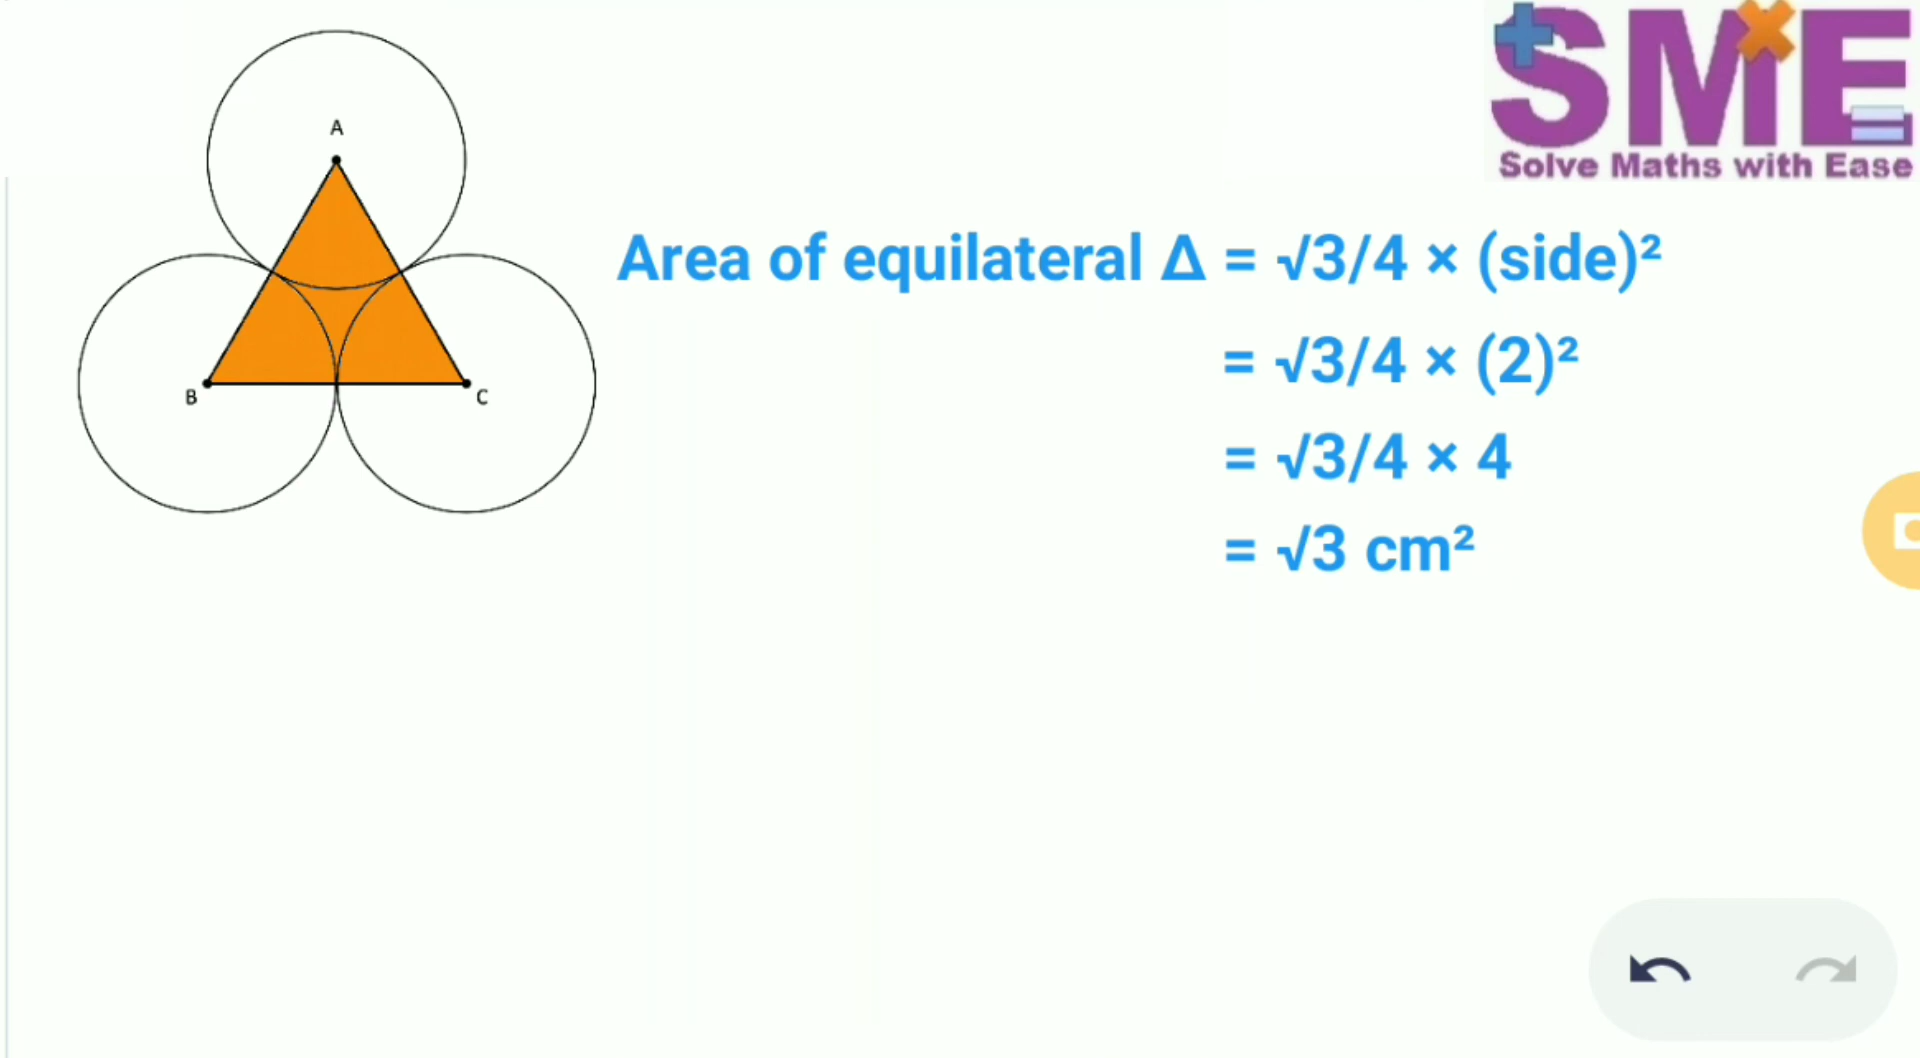 SME
Solve Maths with Ease
A
B
C
Area of equilateral Δ = √3/4 × (side)²
= √3/4 × (2)²
= √3/4 × 4
= √3 cm²